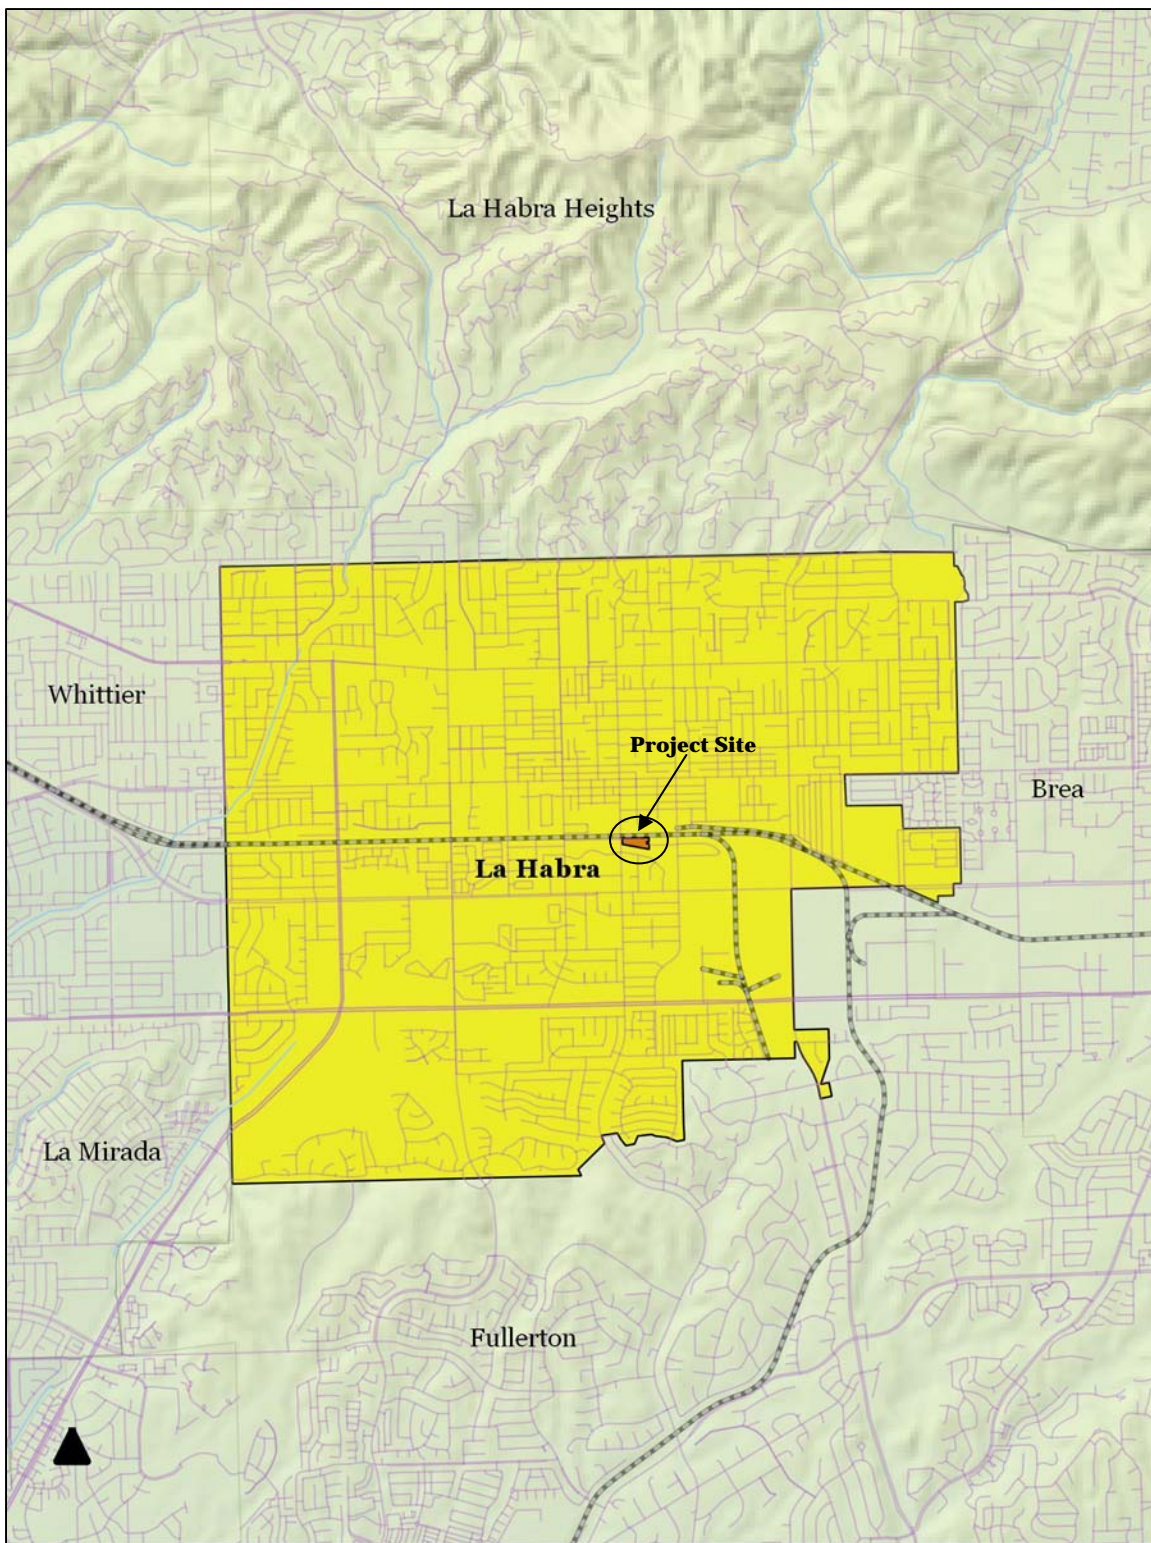 La Habra Heights
Whittier
Project Site
Brea
La Habra
La Mirada
Fullerton